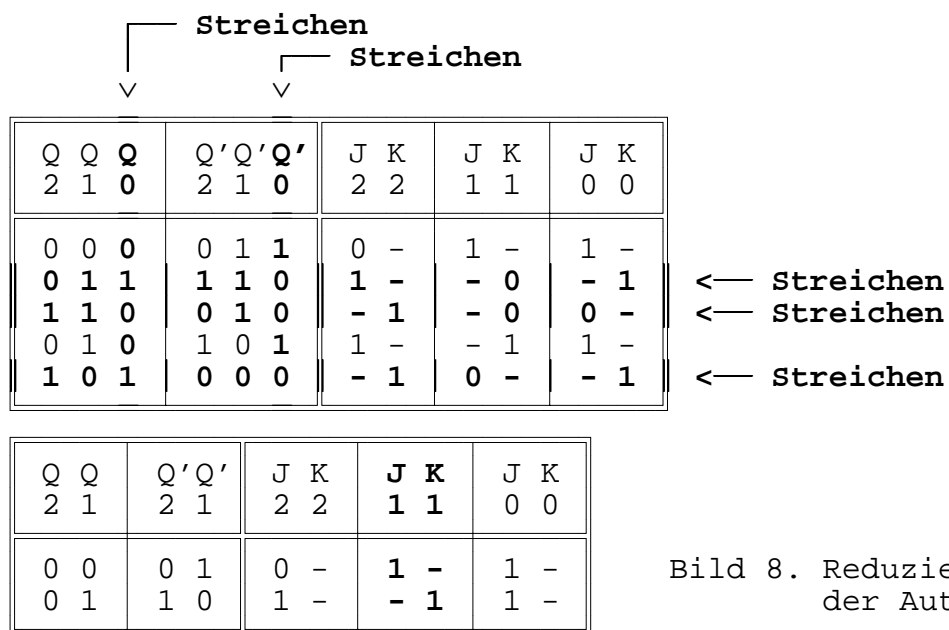 Streichen
Streichen
Q Q Q Q'Q'Q' J K J K J K
2 1 0 2 1 0 2 2 1 1 0 0
0 0 0 0 1 1 0 - 1 - 1 -
0 1 1 1 1 0 1 - - 0 - 1 <── Streichen
1 1 0 0 1 0 - 1 - 0 0 - <── Streichen
0 1 0 1 0 1 1 - - 1 1 -
1 0 1 0 0 0 - 1 0 - - 1 <── Streichen
Q Q Q'Q' J K J K J K
2 1 2 1 2 2 1 1 0 0
0 0 0 1 0 - 1 - 1 - Bild 8. Reduzie
0 1 1 0 1 - - 1 1 - der Aut